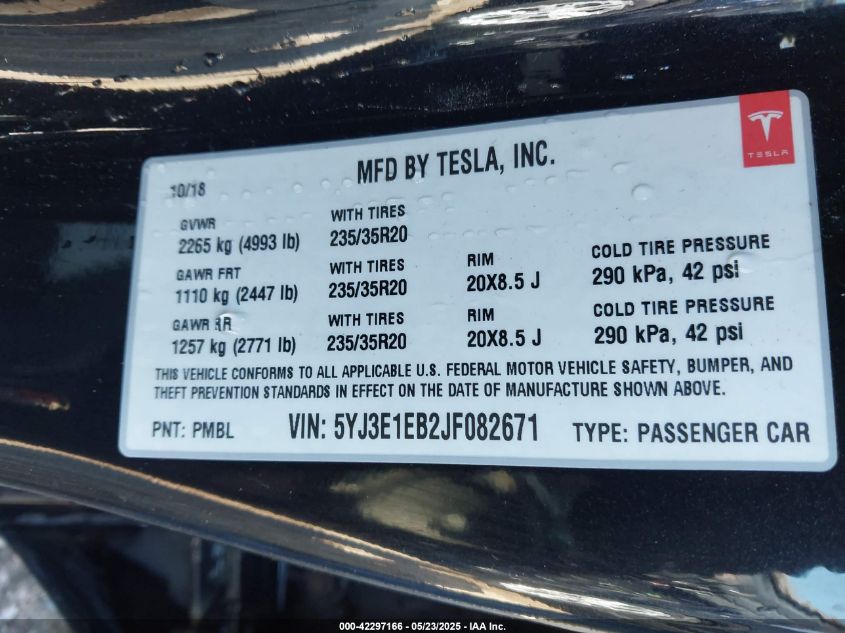 MFD BY TESLA, INC.
TESLA
10/18
GVWR
2265 kg (4993 lb)
WITH TIRES
235/35R20
GAWR FRT
1110 kg (2447 lb)
WITH TIRES
235/35R20
RIM
20X8.5 J
COLD TIRE PRESSURE
290 kPa, 42 psi
GAWR RR
1257 kg (2771 lb)
WITH TIRES
235/35R20
RIM
20X8.5 J
COLD TIRE PRESSURE
290 kPa, 42 psi
THIS VEHICLE CONFORMS TO ALL APPLICABLE U.S. FEDERAL MOTOR VEHICLE SAFETY, BUMPER, AND
THEFT PREVENTION STANDARDS IN EFFECT ON THE DATE OF MANUFACTURE SHOWN ABOVE.
PNT: PMBL
VIN: 5YJ3E1EB2JF082671
TYPE: PASSENGER CAR
000-42297166 - 05/23/2025 - IAA Inc.